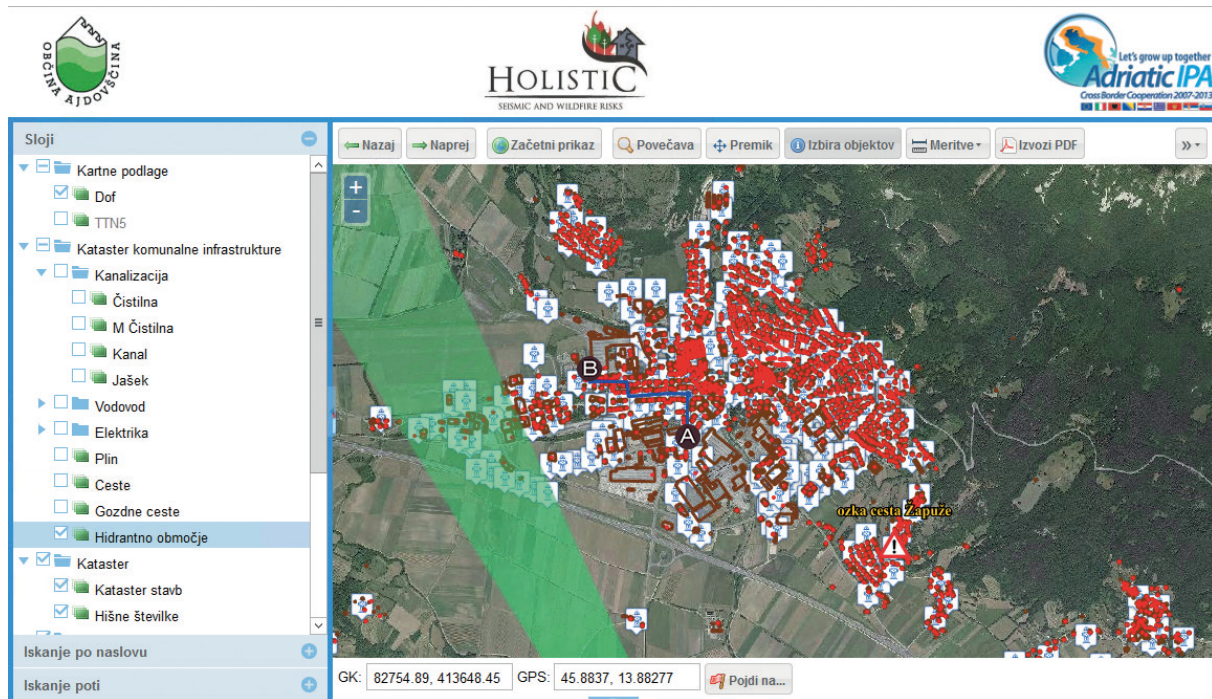 OBČINA AJDOVŠČINA
HOLISTIC
SEISMIC AND WILDFIRE RISKS
Let's grow up together
Adriatic IPA
Cross Border Cooperation 2007-2013
Sloji
Nazaj
Naprej
Začetni prikaz
Povečava
Premik
Izbira objektov
Meritve
Izvozi PDF
»
Kartne podlage
Dof
TTN5
Kataster komunalne infrastrukture
Kanalizacija
Čistilna
M Čistilna
Kanal
Jašek
Vodovod
Elektrika
Plin
Ceste
Gozdne ceste
Hidrantno območje
Kataster
Kataster stavb
Hišne številke
Iskanje po naslovu
Iskanje poti
+
-
B
A
ozka cesta Žapuže
GK: 82754.89, 413648.45 GPS: 45.8837, 13.88277 Pojdi na...